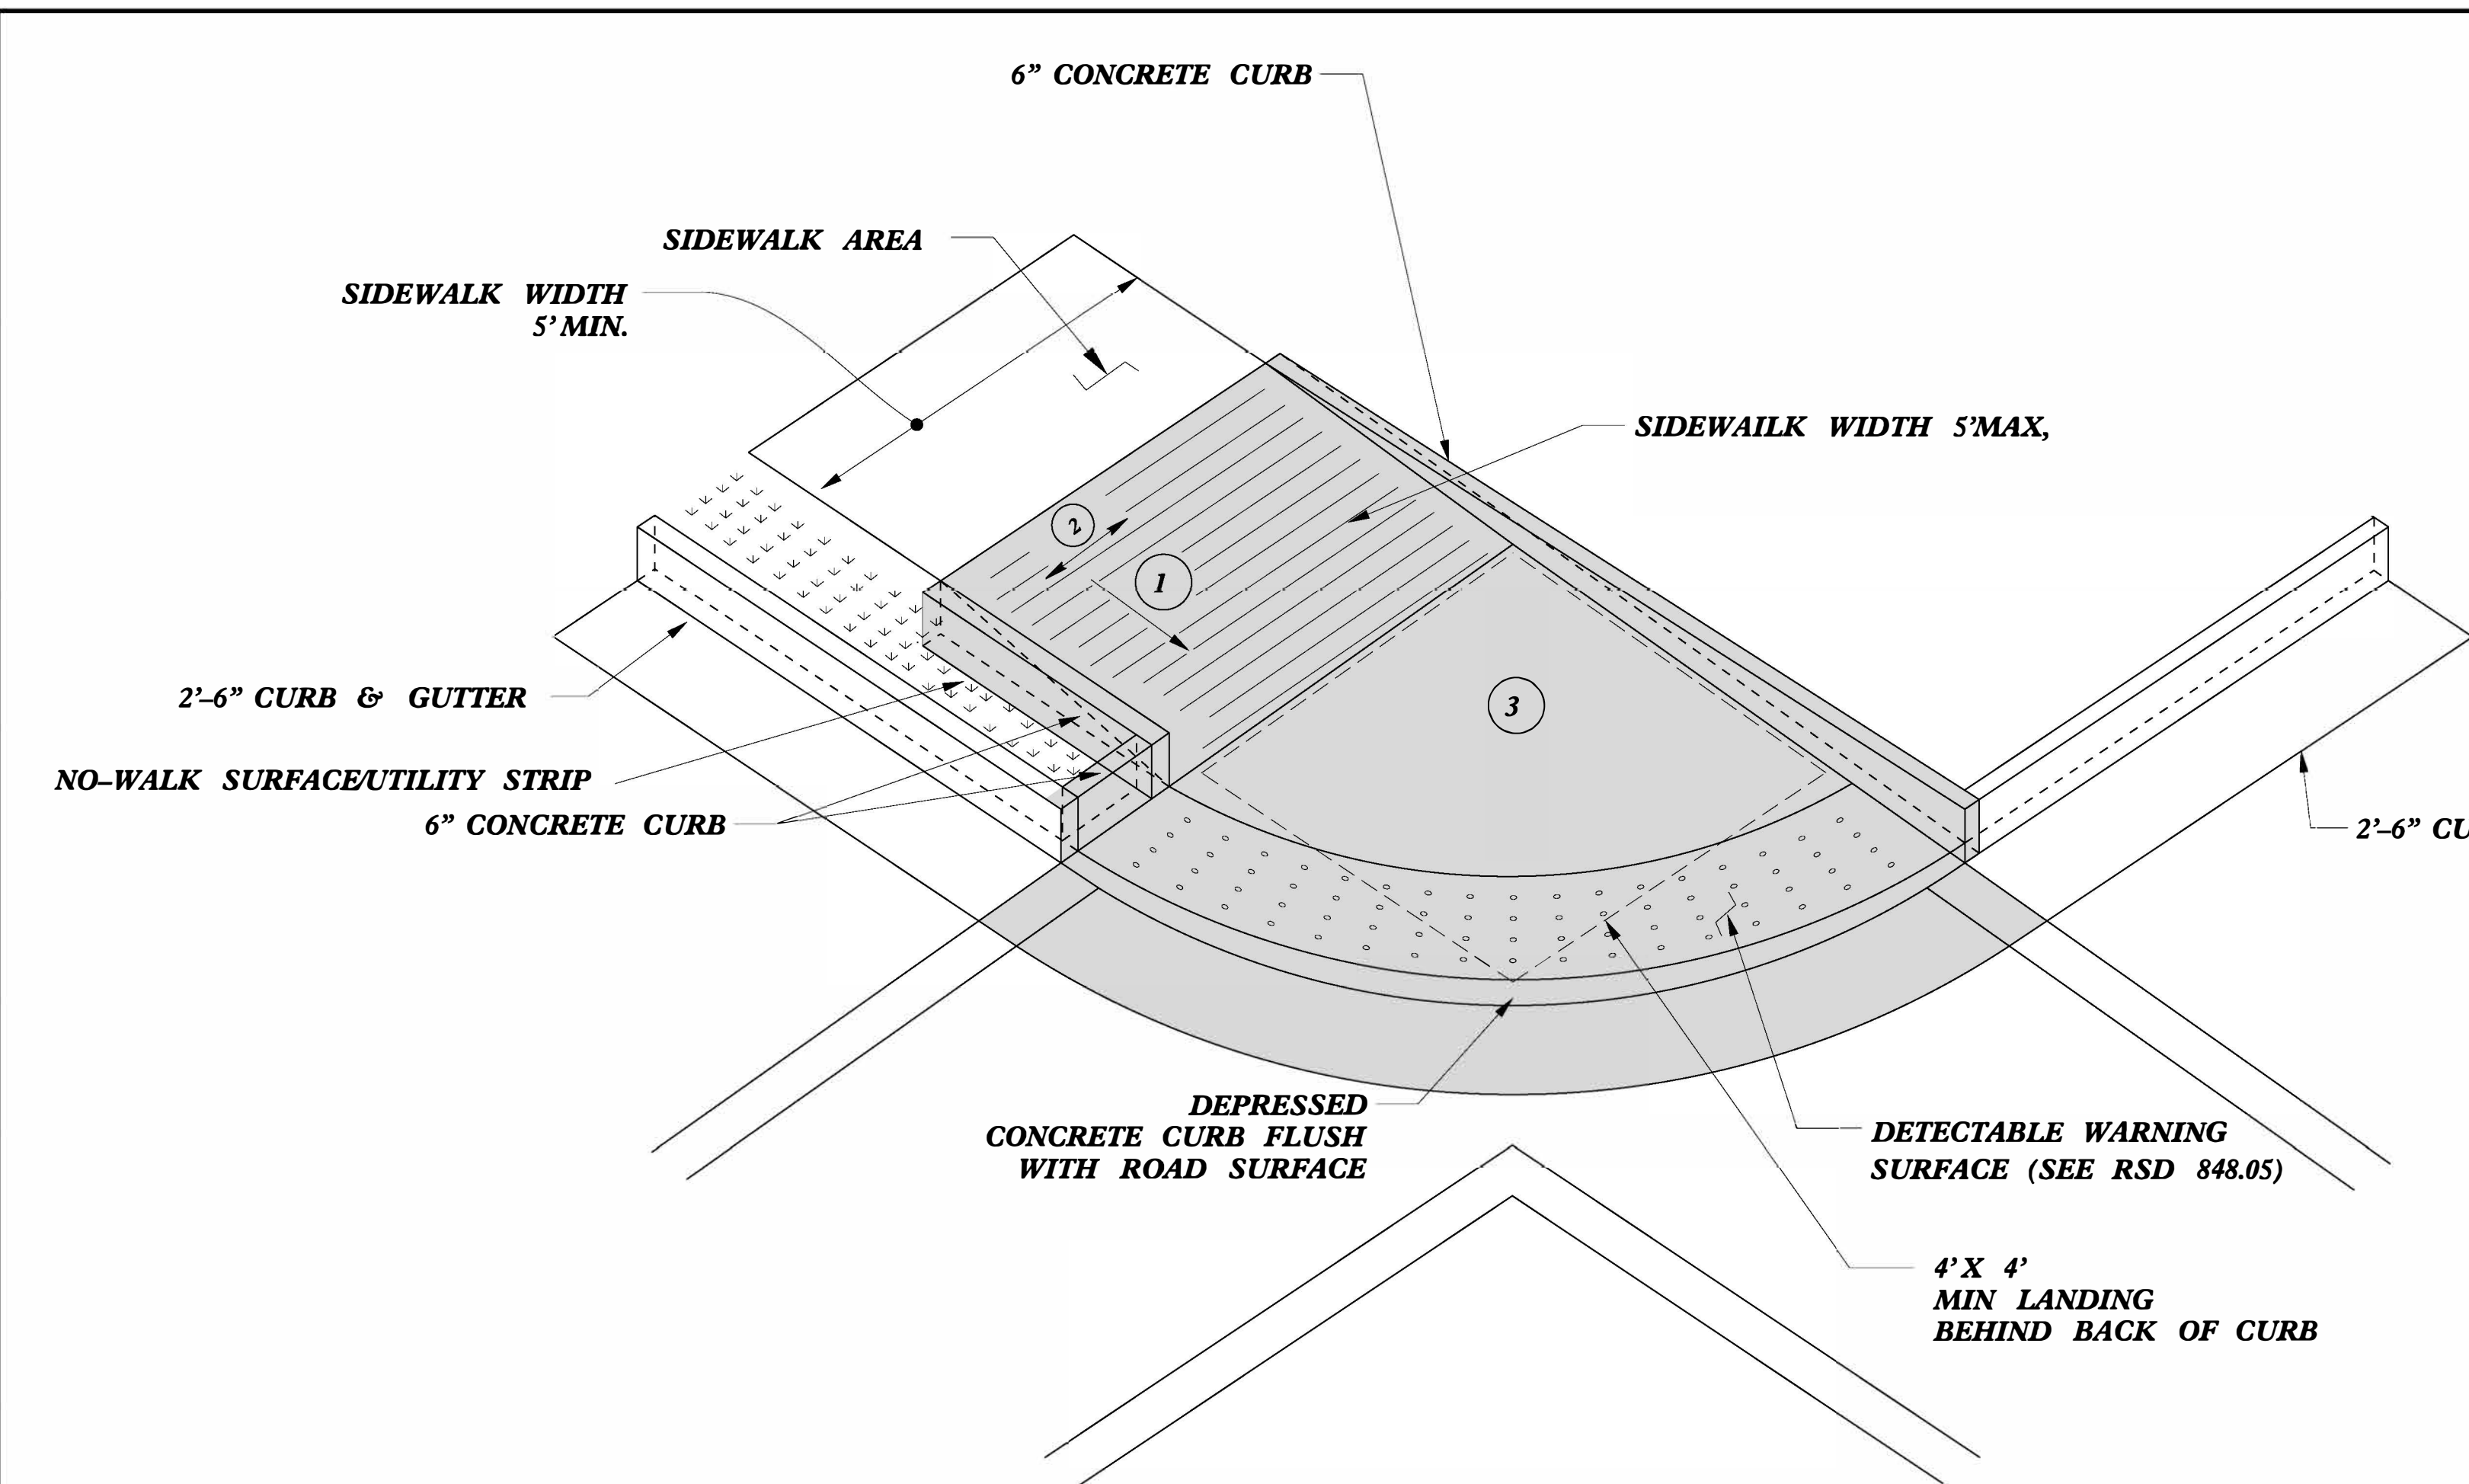 6” CONCRETE CURB
SIDEWALK AREA
SIDEWALK WIDTH
5’ MIN.
SIDEWAILK WIDTH 5’MAX,
2
1
3
2’–6” CURB & GUTTER
NO–WALK SURFACE/UTILITY STRIP
6” CONCRETE CURB
2’–6” CU
DEPRESSED
CONCRETE CURB FLUSH
WITH ROAD SURFACE
DETECTABLE WARNING
SURFACE (SEE RSD 848.05)
4’ X 4’
MIN LANDING
BEHIND BACK OF CURB